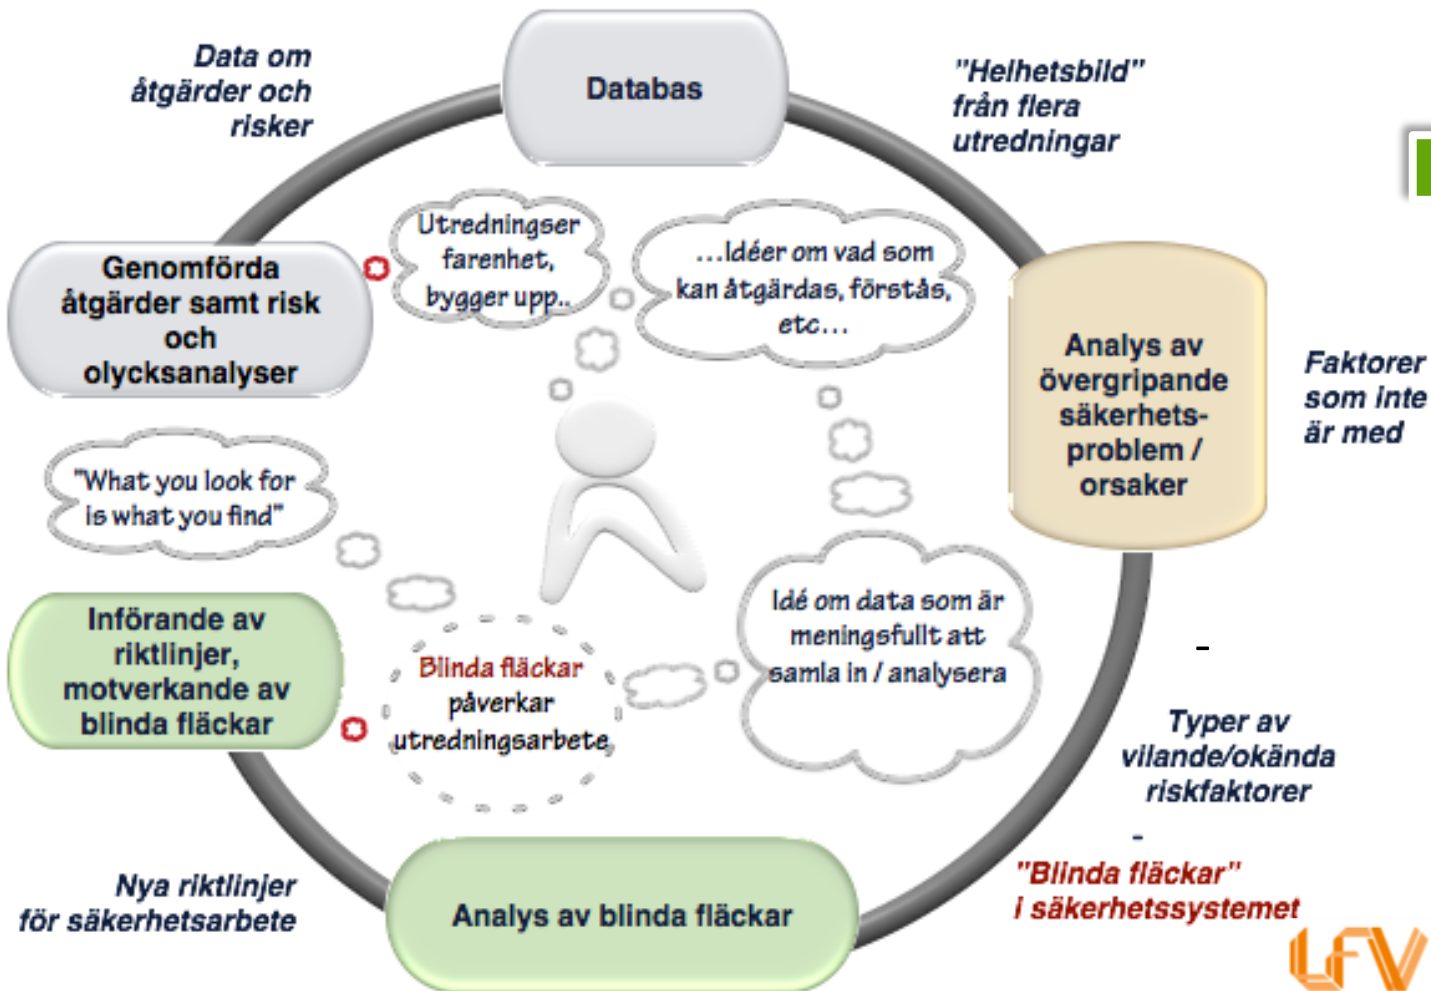 Data om
åtgärder och
risker
Databas
"Helhetsbild"
från flera
utredningar
Utredningser
farenhet,
bygger upp..
...Idéer om vad som
kan åtgärdas, förstås,
etc...
Genomförda
åtgärder samt risk
och
olycksanalyser
Analys av
övergripande
säkerhets-
problem /
orsaker
Faktorer
som inte
är med
"What you look for
is what you find"
Idé om data som är
meningsfullt att
samla in / analysera
Införande av
riktlinjer,
motverkande av
blinda fläckar
Blinda fläckar
påverkar
utredningsarbete
-
Typer av
vilande/okända
riskfaktorer
-
"Blinda fläckar"
i säkerhetssystemet
Nya riktlinjer
för säkerhetsarbete
Analys av blinda fläckar
LFV